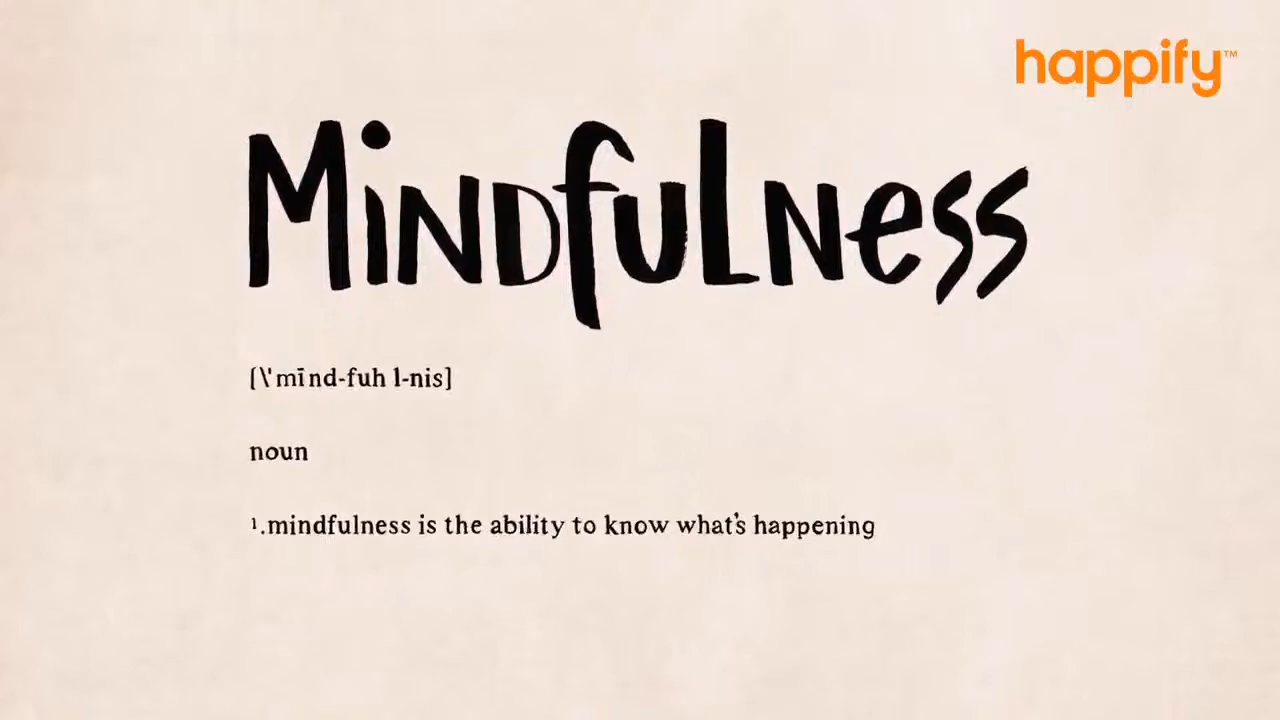 happify™
Mindfulness
[\'mīnd-fuh l-nis]
noun
¹.mindfulness is the ability to know what's happening